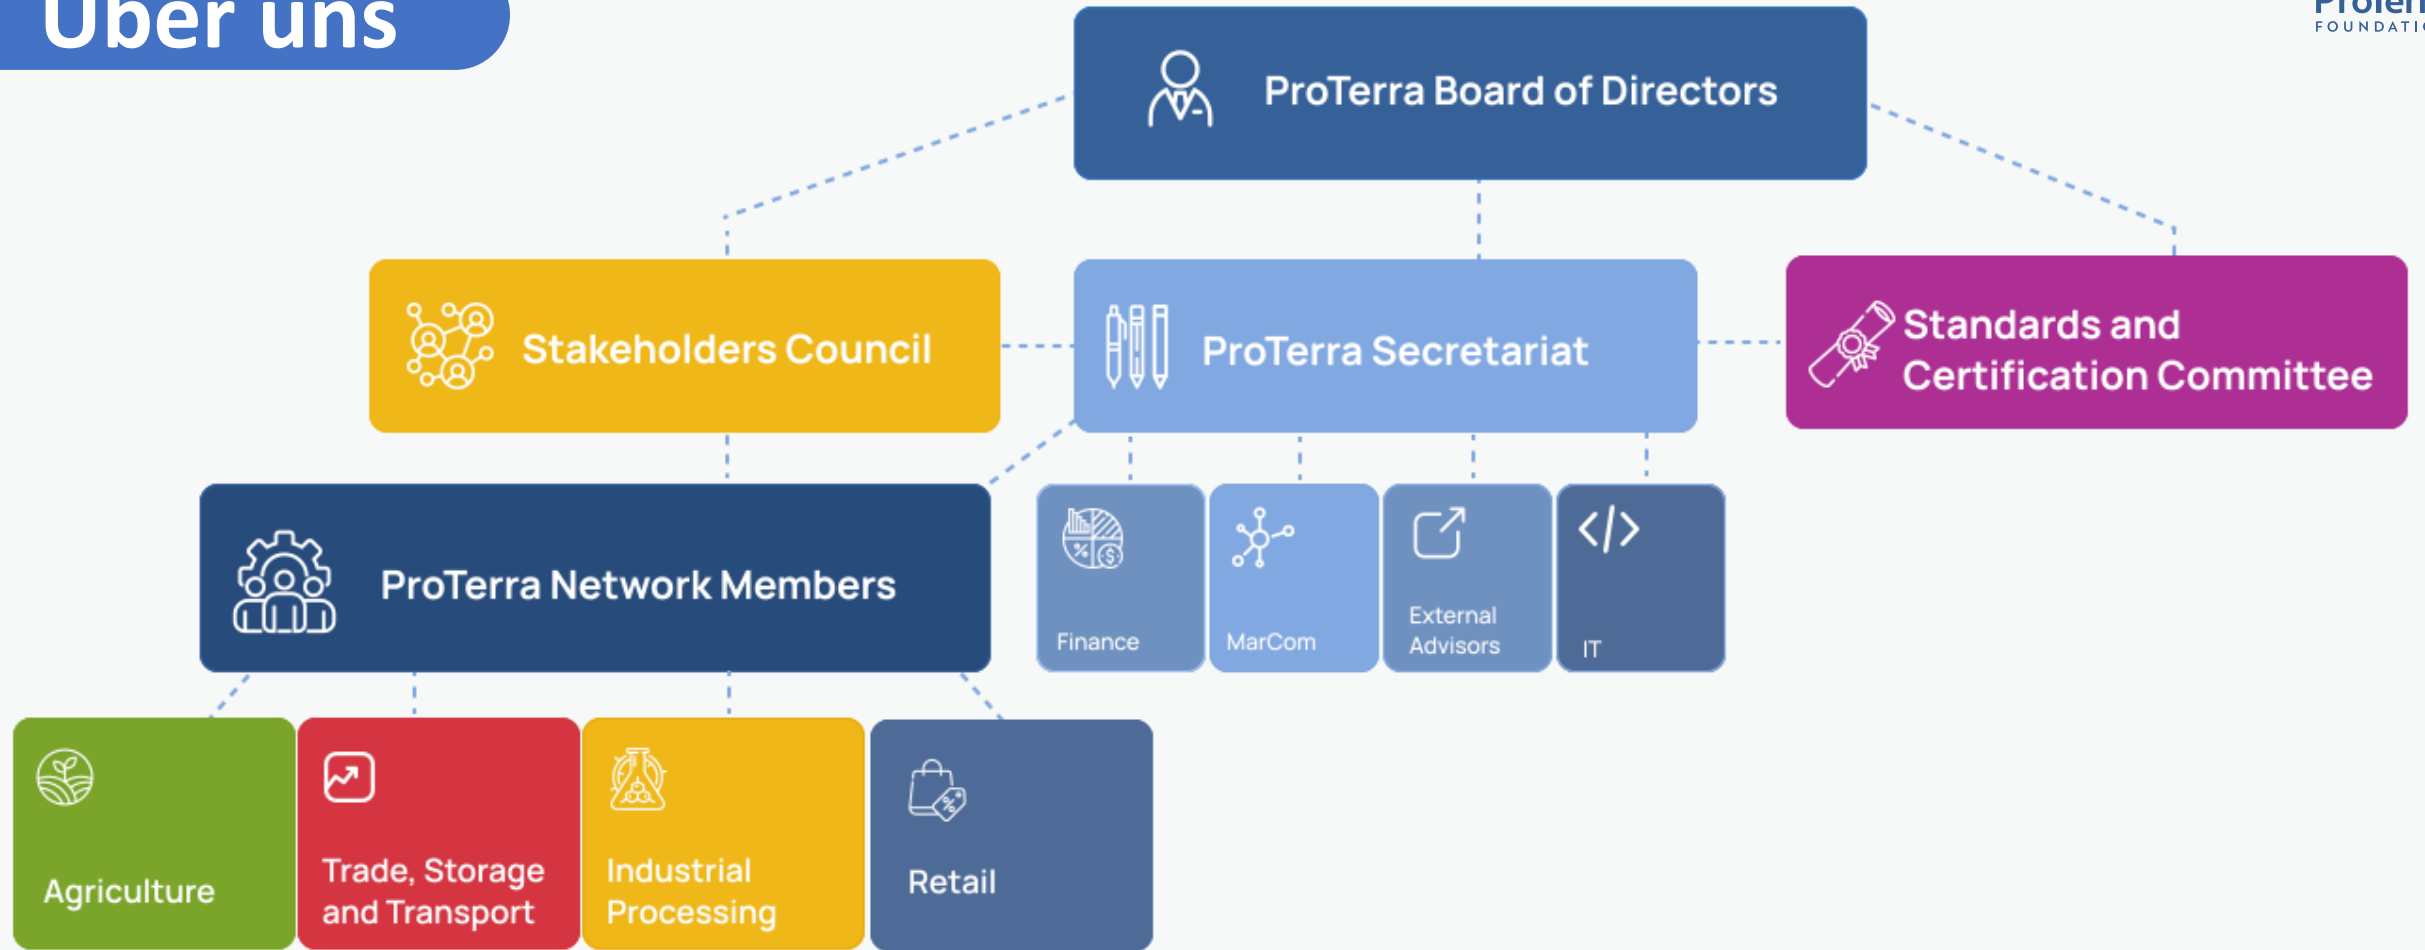 Über uns
FOUNDATIO
ProTerra Board of Directors
Stakeholders Council
ProTerra Secretariat
Standards and
Certification Committee
ProTerra Network Members
Finance
MarCom
External
Advisors
IT
Agriculture
Trade, Storage
and Transport
Industrial
Processing
Retail